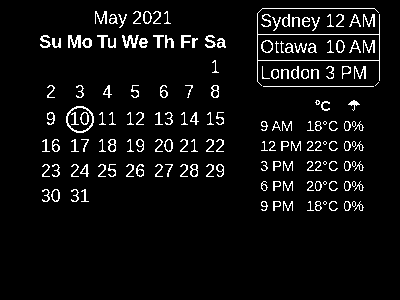 May 2021
Su Mo Tu We Th Fr Sa
1
2 3 4 5 6 7 8
9 10 11 12 13 14 15
16 17 18 19 20 21 22
23 24 25 26 27 28 29
30 31
Sydney 12 AM
Ottawa 10 AM
London 3 PM
°C ☂
9 AM 18°C 0%
12 PM 22°C 0%
3 PM 22°C 0%
6 PM 20°C 0%
9 PM 18°C 0%